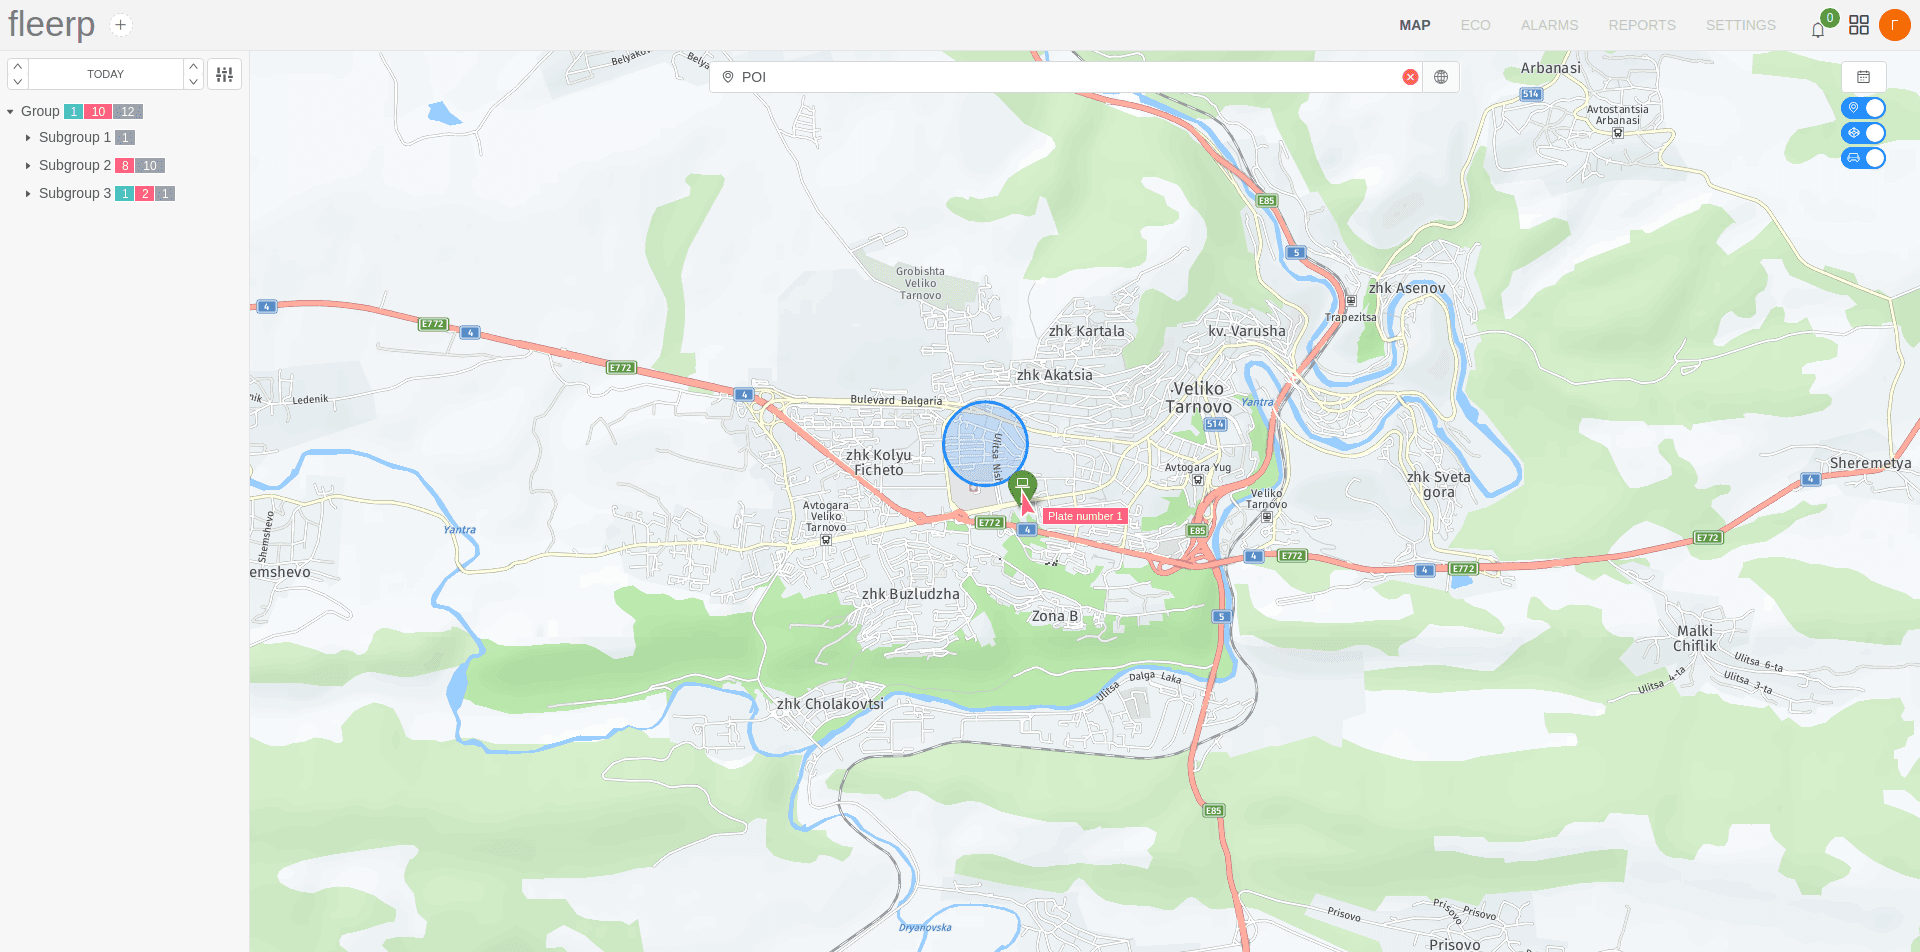 fleerp
+
MAP
ECO
ALARMS
REPORTS
SETTINGS
0
Г
TODAY
Group 1 10 12
Subgroup 1 1
Subgroup 2 8 10
Subgroup 3 1 2 1
POI
Arbanasi
514
Avtostantsia
Arbanasi
E85
5
Grobishta
Veliko
Tarnovo
zhk Asenov
Trapezitsa
4
E772
4
E772
4
zhk Kartala
kv. Varusha
zhk Akatsia
Veliko
Tarnovo
Yantra
514
Ledenik
Bulevard Balgaria
zhk Kolyu
Ficheto
Avtogara Yug
Veliko
Tarnovo
zhk Sveta
gora
Sheremetya
4
Plate number 1
E772
4
E85
Avtogara
Veliko
Tarnovo
Yantra
Shemshevo
emshevo
4
E772
4
E772
E772
zhk Buzludzha
Zona B
5
Malki
Chiflik
Ulitsa 6-ta
Ulitsa 4-ta
Ulitsa 3-ta
Ulitsa Dalga Laka
zhk Cholakovtsi
E85
Dryanovska
Prisovo
Prisovo
Prisovo
Prisovo